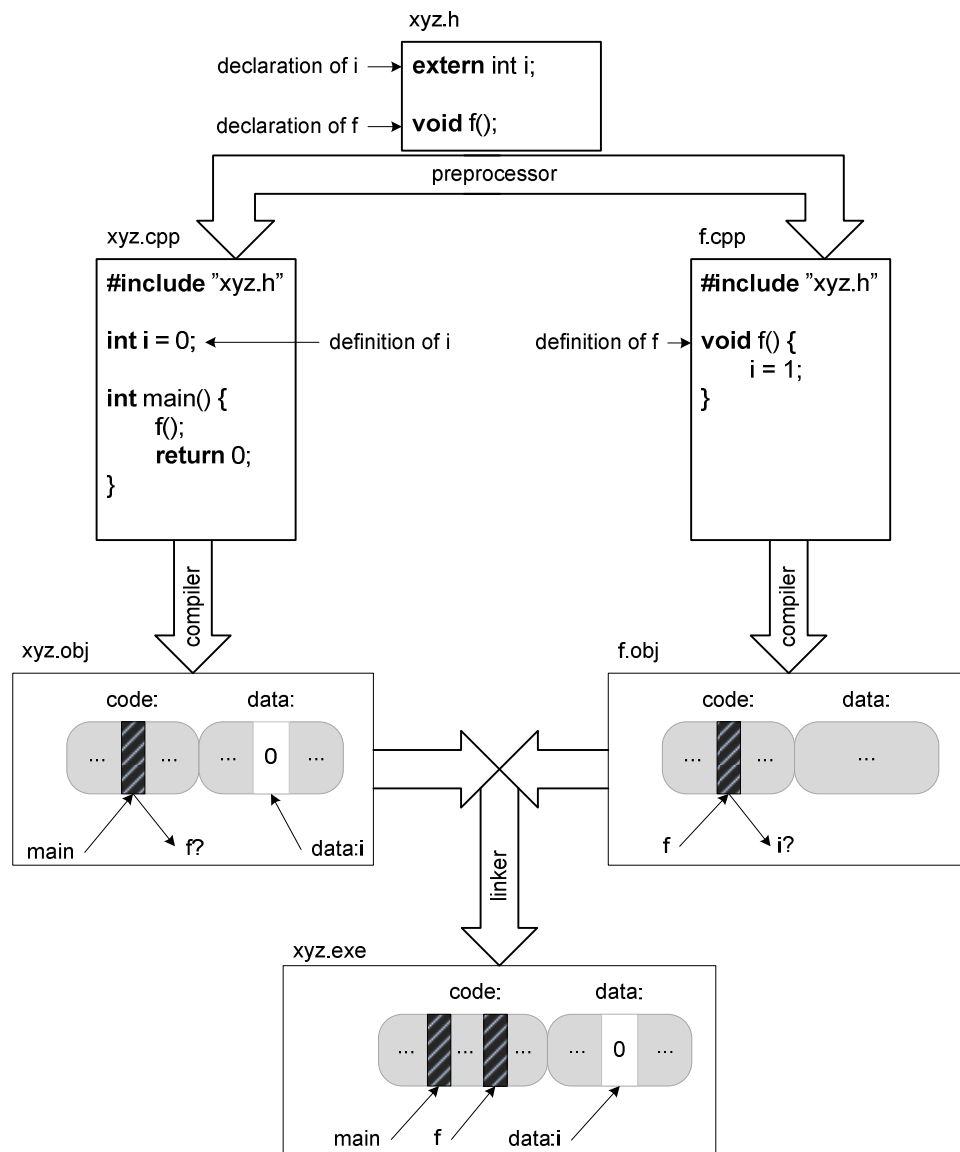 xyz.h
declaration of i
extern int i;
declaration of f
void f();
preprocessor
xyz.cpp
#include ”xyz.h”
int i = 0;
definition of i
int main() {
f();
return 0;
}
f.cpp
#include ”xyz.h”
definition of f
void f() {
i = 1;
}
compiler
compiler
xyz.obj
code: data:
... ... ... 0 ...
main f? data:i
f.obj
code: data:
... ... ...
f i?
linker
xyz.exe
code: data:
... ... ... ... 0 ...
main f data:i